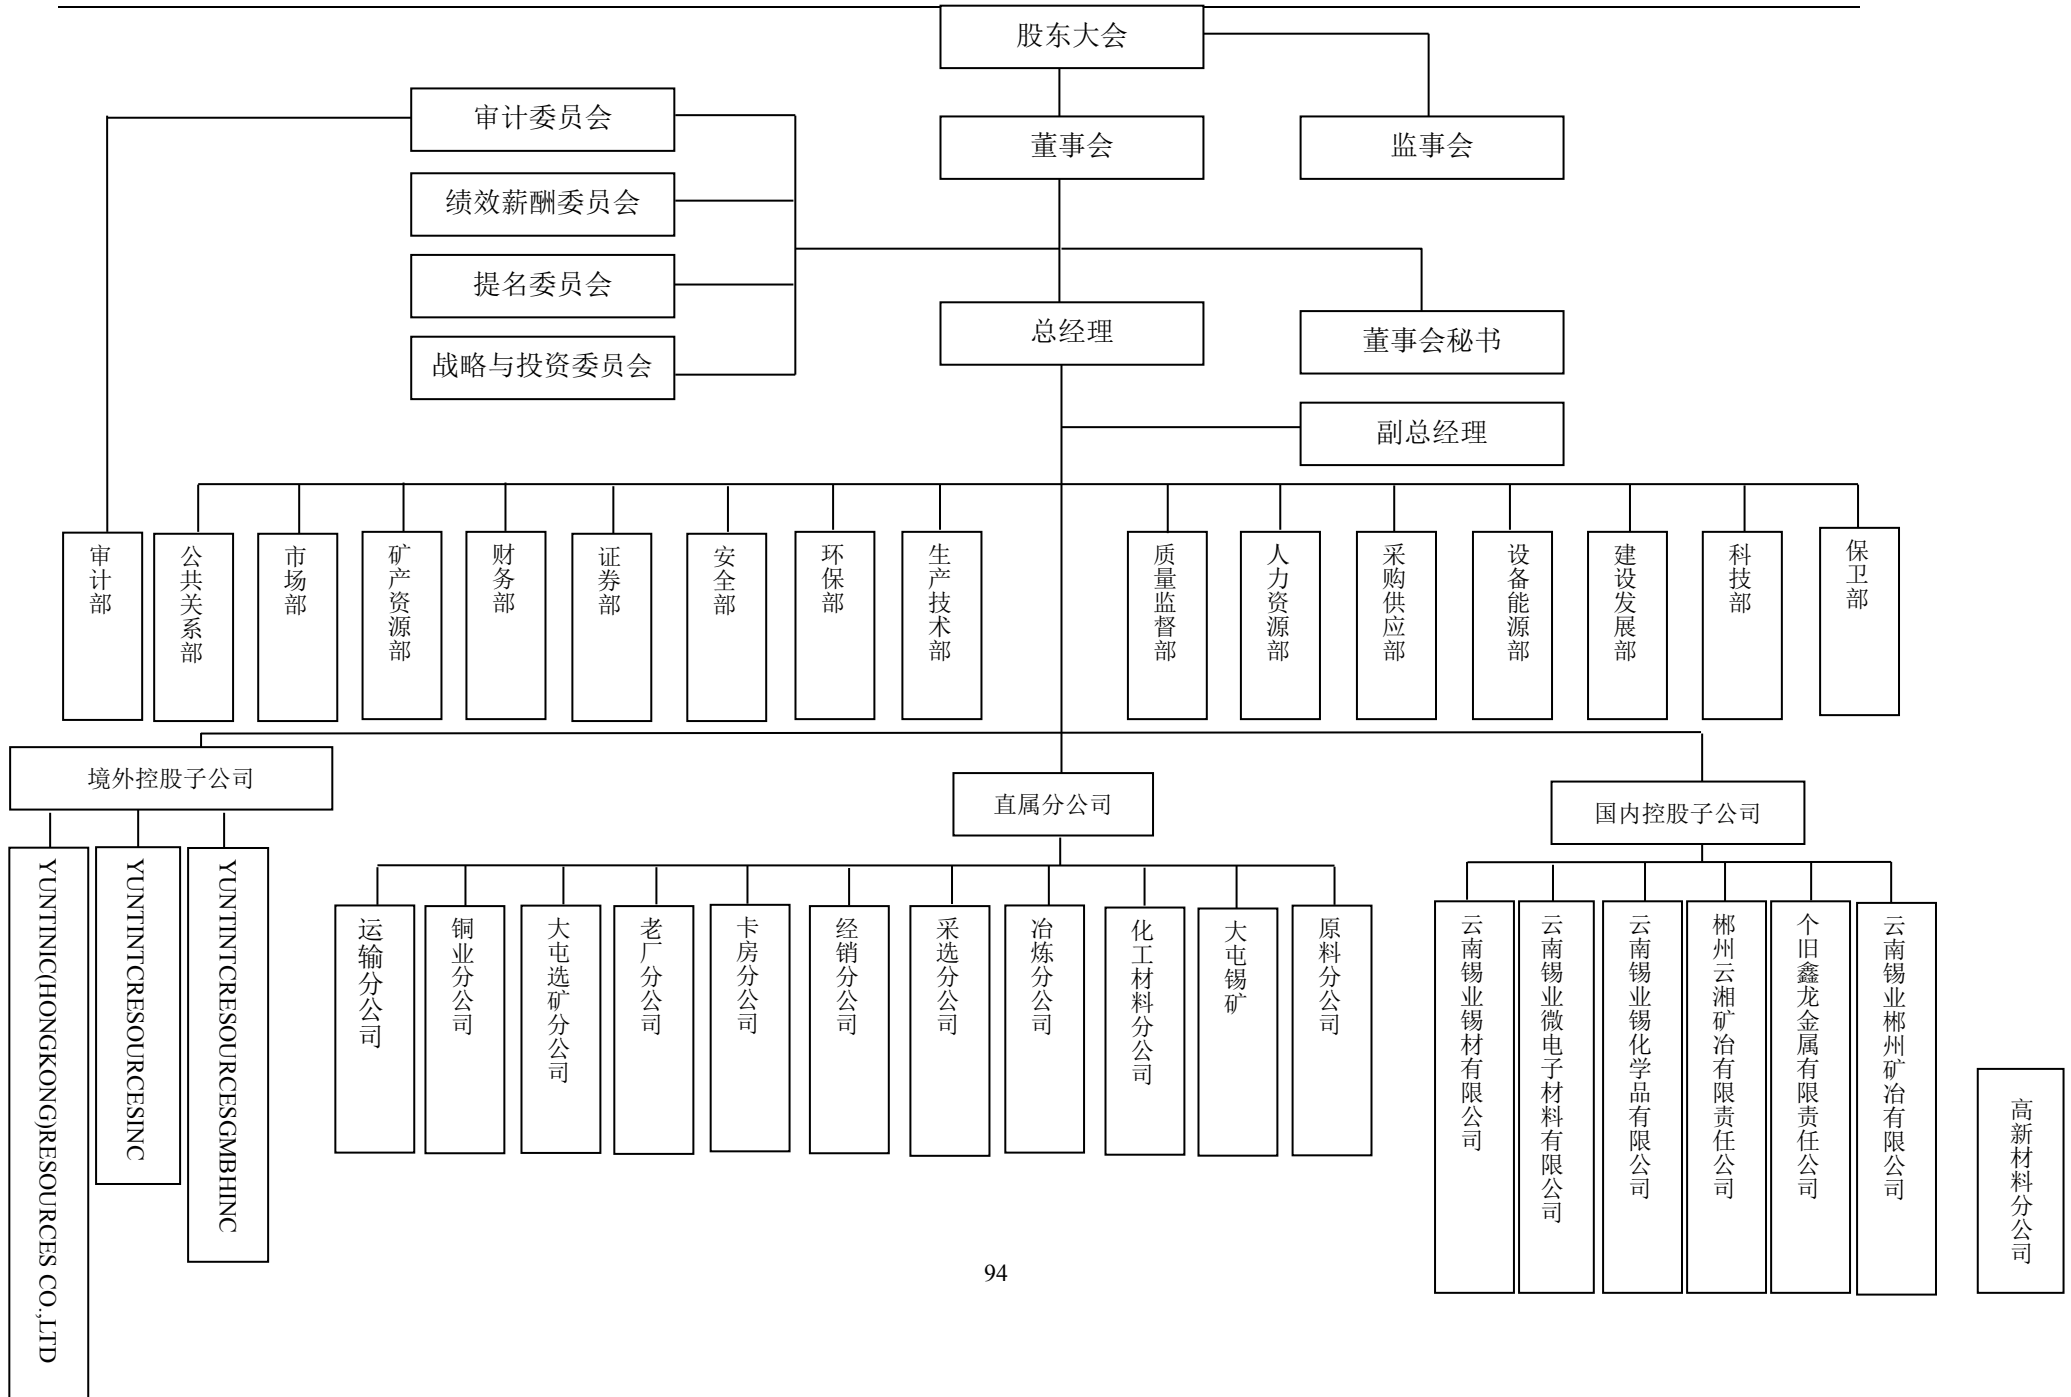 股东大会
审计委员会
董事会
监事会
绩效薪酬委员会
提名委员会
总经理
董事会秘书
战略与投资委员会
副总经理
审计部
公共关系部
市场部
矿产资源部
财务部
证券部
安全部
环保部
生产技术部
质量监督部
人力资源部
采购供应部
设备能源部
建设发展部
科技部
保卫部
境外控股子公司
直属分公司
国内控股子公司
YUNTINIC(HONGKONG)RESOURCES CO.,LTD
YUNTINTCRESOURCESINC
YUNTINTCRESOURCESGMBHINC
运输分公司
铜业分公司
大屯选矿分公司
老厂分公司
卡房分公司
经销分公司
采选分公司
冶炼分公司
化工材料分公司
大屯锡矿
原料分公司
云南锡业锡材有限公司
云南锡业微电子材料有限公司
云南锡业锡化学品有限公司
郴州云湘矿冶有限责任公司
个旧鑫龙金属有限责任公司
云南锡业郴州矿冶有限公司
高新材料分公司
94